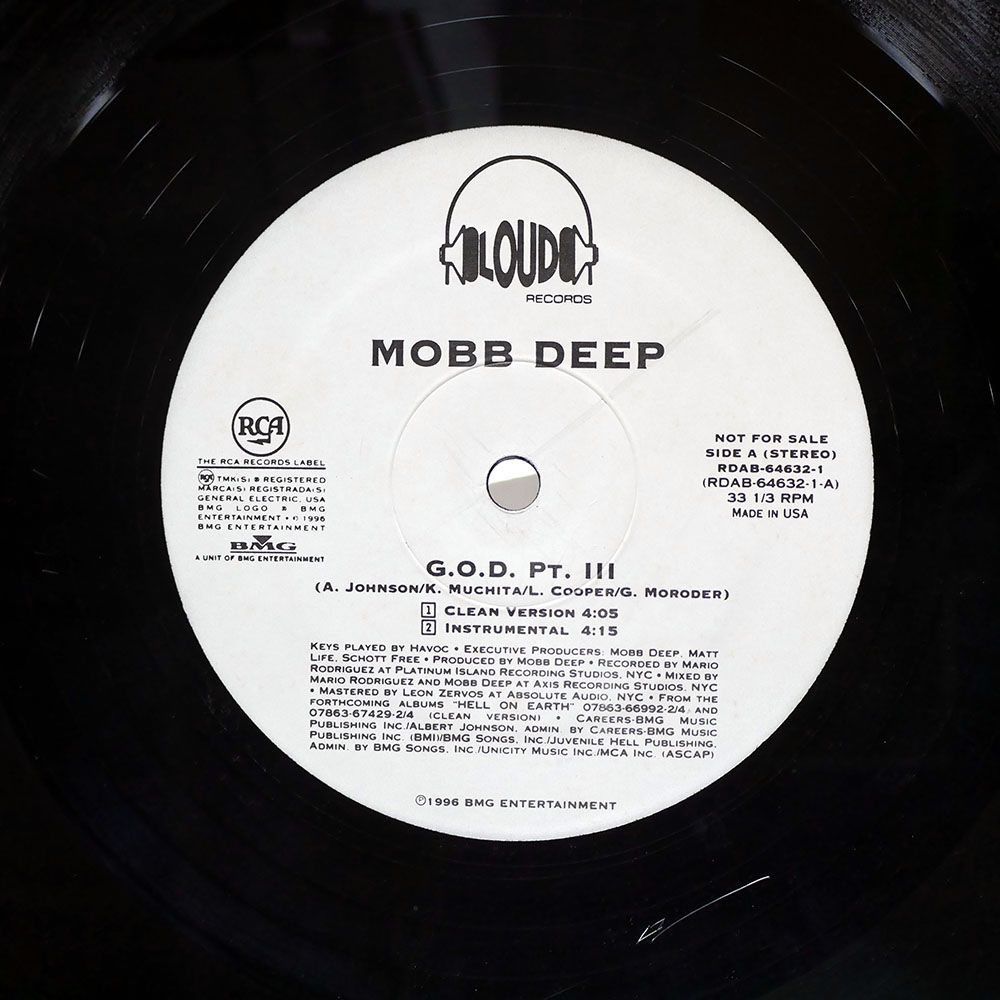 LOUD
RECORDS
MOBB DEEP
RCA
THE RCA RECORDS LABEL
RCA TMK(S) ® REGISTERED
MARCA(S) REGISTRADA(S)
GENERAL ELECTRIC, USA
BMG LOGO ® BMG
ENTERTAINMENT • © 1996
BMG ENTERTAINMENT
BMG
A UNIT OF BMG ENTERTAINMENT
NOT FOR SALE
SIDE A (STEREO)
RDAB-64632-1
(RDAB-64632-1-A)
33 1/3 RPM
MADE IN USA
G.O.D. PT. III
(A. JOHNSON/K. MUCHITA/L. COOPER/G. MORODER)
1 CLEAN VERSION 4:05
2 INSTRUMENTAL 4:15
KEYS PLAYED BY HAVOC • EXECUTIVE PRODUCERS: MOBB DEEP, MATT
LIFE, SCHOTT FREE • PRODUCED BY MOBB DEEP • RECORDED BY MARIO
RODRIGUEZ AT PLATINUM ISLAND RECORDING STUDIOS, NYC • MIXED BY
MARIO RODRIGUEZ AND MOBB DEEP AT AXIS RECORDING STUDIOS, NYC
• MASTERED BY LEON ZERVOS AT ABSOLUTE AUDIO, NYC • FROM THE
FORTHCOMING ALBUMS "HELL ON EARTH" 07863-66992-2/4 AND
07863-67429-2/4 (CLEAN VERSION) • CAREERS-BMG MUSIC
PUBLISHING INC./ALBERT JOHNSON, ADMIN. BY CAREERS-BMG MUSIC
PUBLISHING INC. (BMI)/BMG SONGS, INC./JUVENILE HELL PUBLISHING,
ADMIN. BY BMG SONGS, INC./UNICITY MUSIC INC./MCA INC. (ASCAP)
℗1996 BMG ENTERTAINMENT